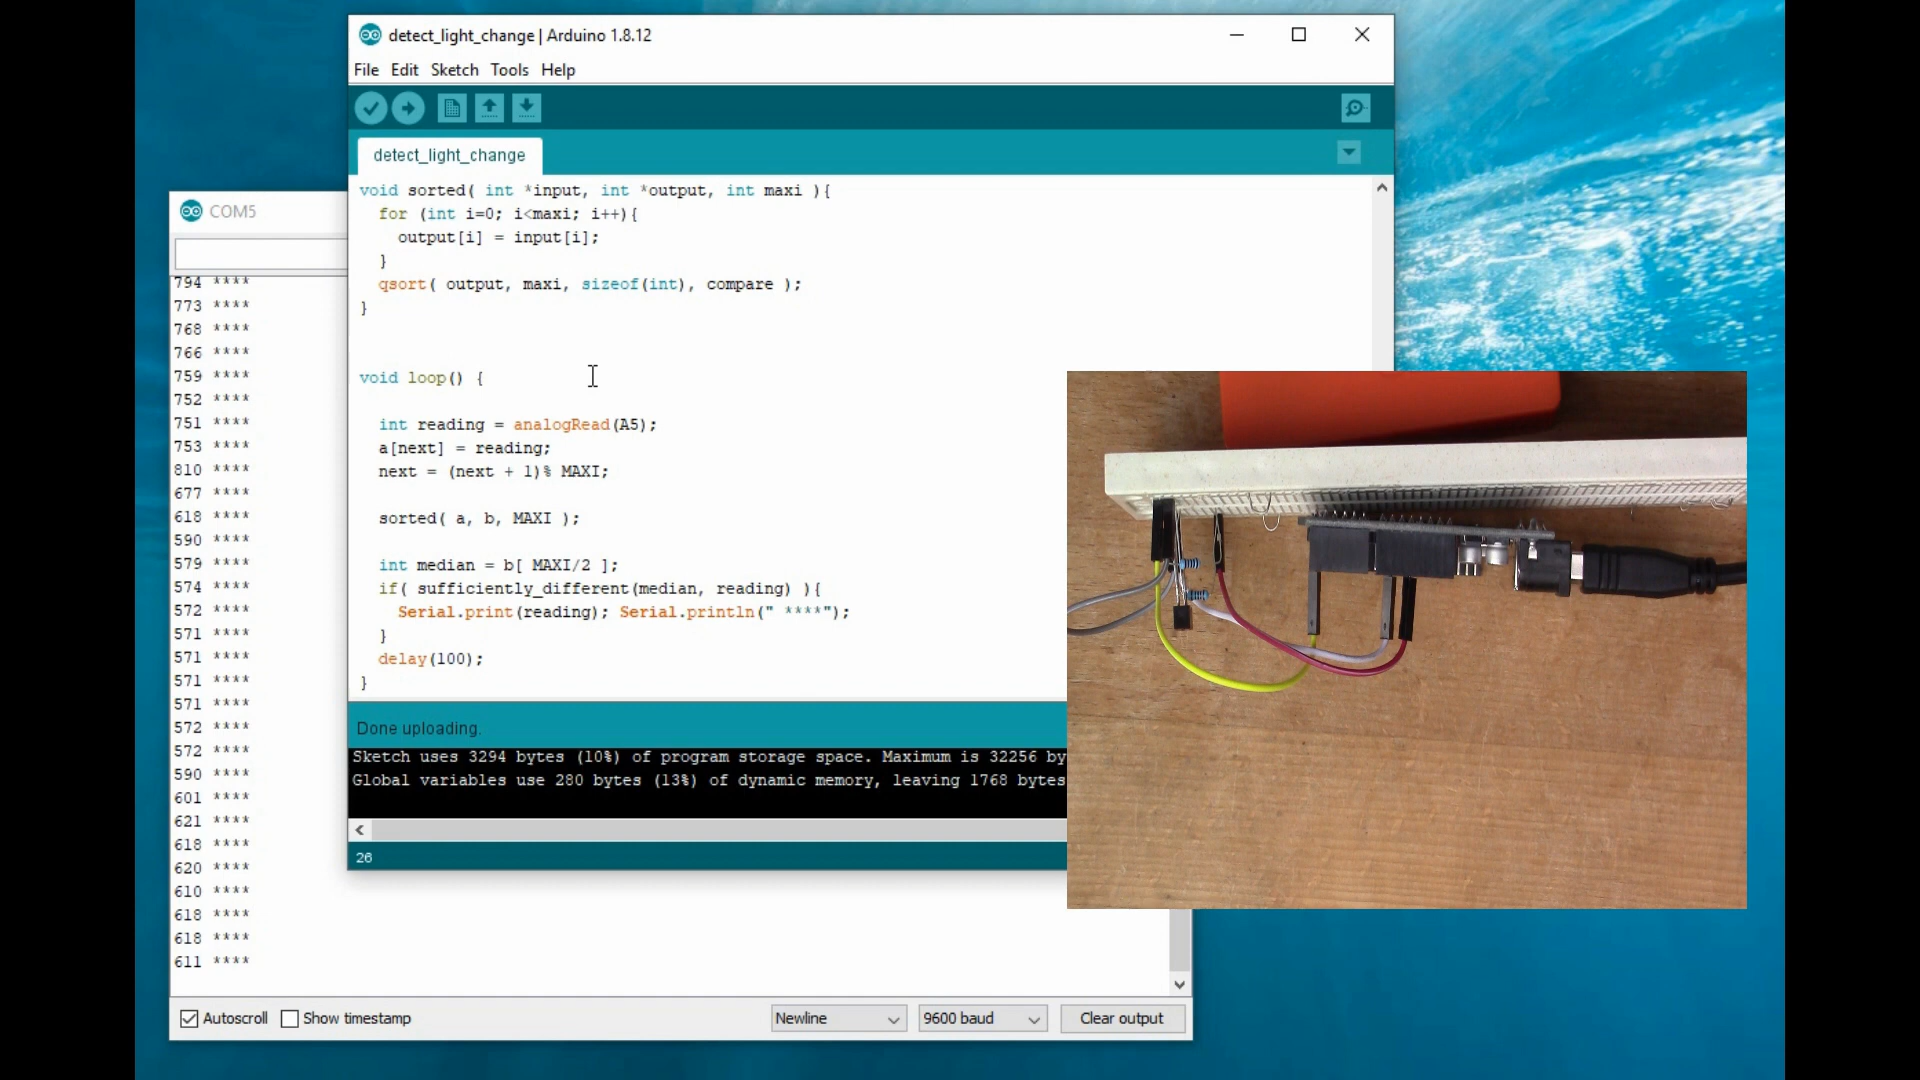 detect_light_change | Arduino 1.8.12
File Edit Sketch Tools Help
detect_light_change
void sorted( int *input, int *output, int maxi ){
for (int i=0; i<maxi; i++){
output[i] = input[i];
}
qsort( output, maxi, sizeof(int), compare );
}
void loop() {
int reading = analogRead(A5);
a[next] = reading;
next = (next + 1)% MAXI;
sorted( a, b, MAXI );
int median = b[ MAXI/2 ];
if( sufficiently_different(median, reading) ){
Serial.print(reading); Serial.println(" ****");
}
delay(100);
}
Done uploading.
Sketch uses 3294 bytes (10%) of program storage space. Maximum is 32256 by
Global variables use 280 bytes (13%) of dynamic memory, leaving 1768 bytes
26
COM5
794 ****
773 ****
768 ****
766 ****
759 ****
752 ****
751 ****
753 ****
810 ****
677 ****
618 ****
590 ****
579 ****
574 ****
572 ****
571 ****
571 ****
571 ****
571 ****
572 ****
572 ****
590 ****
601 ****
621 ****
618 ****
620 ****
610 ****
618 ****
618 ****
611 ****
Autoscroll Show timestamp Newline 9600 baud Clear output